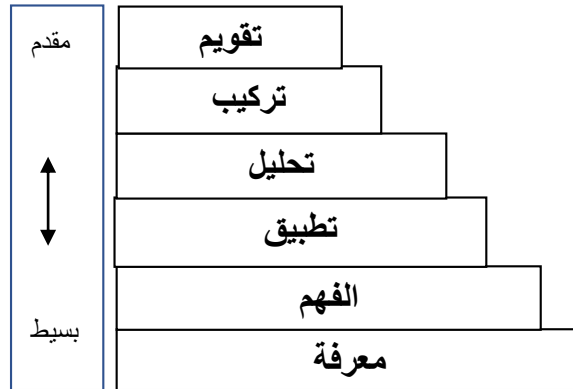 مقدم
تقويم
تركيب
تحليل
تطبيق
الفهم
بسيط
معرفة